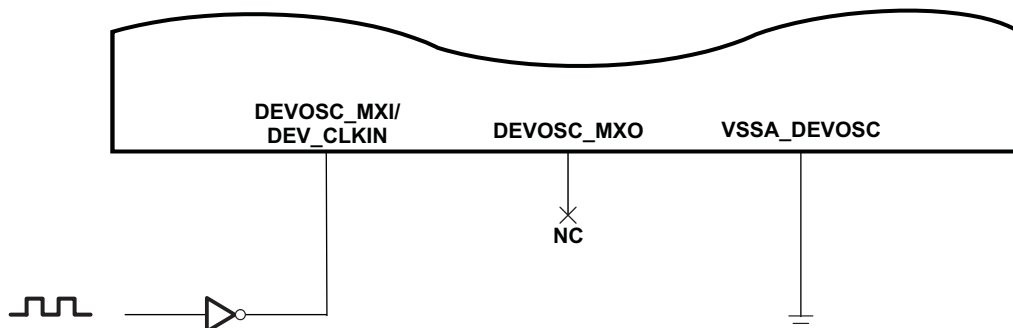 DEVOSC_MXI/
DEV_CLKIN
DEVOSC_MXO
VSSA_DEVOSC
NC